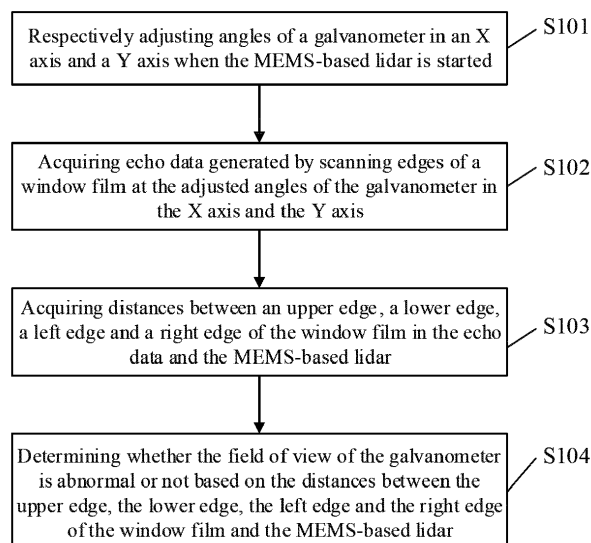 Respectively adjusting angles of a galvanometer in an X
axis and a Y axis when the MEMS-based lidar is started
S101
Acquiring echo data generated by scanning edges of a
window film at the adjusted angles of the galvanometer in
the X axis and the Y axis
S102
Acquiring distances between an upper edge, a lower edge,
a left edge and a right edge of the window film in the echo
data and the MEMS-based lidar
S103
Determining whether the field of view of the galvanometer
is abnormal or not based on the distances between the
upper edge, the lower edge, the left edge and the right edge
of the window film and the MEMS-based lidar
S104